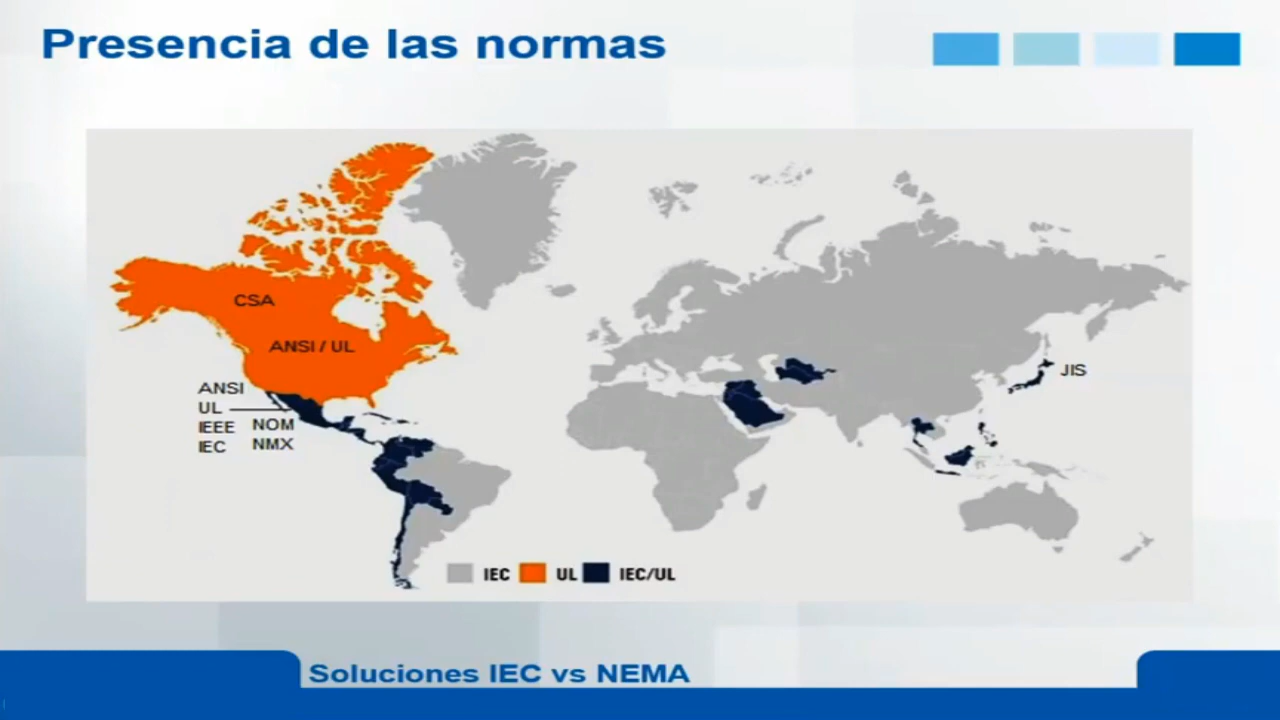 Presencia de las normas
CSA
ANSI / UL
ANSI
UL
IEEE
IEC
NOM
NMX
JIS
IEC
UL
IEC/UL
Soluciones IEC vs NEMA